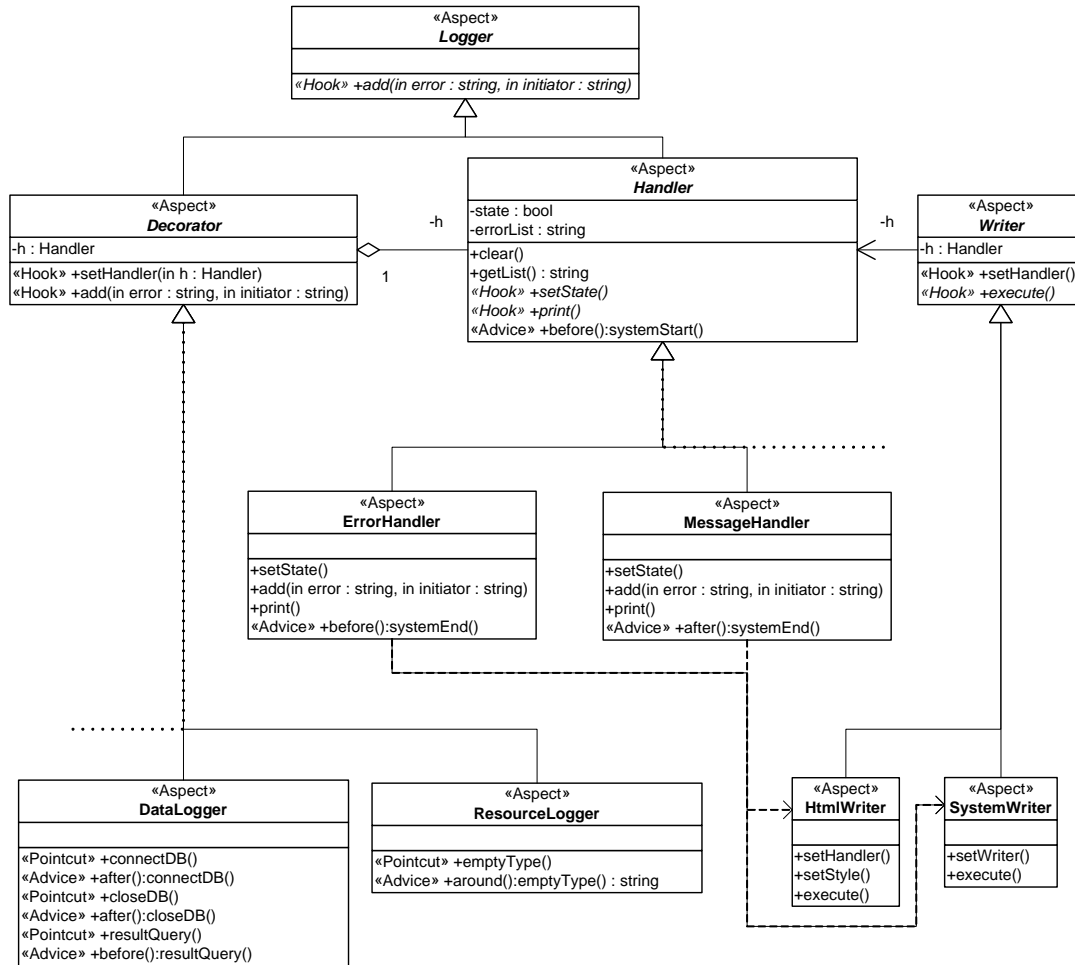 «Aspect»
Logger
«Hook» +add(in error : string, in initiator : string)
«Aspect»
Decorator
-h : Handler
«Hook» +setHandler(in h : Handler)
«Hook» +add(in error : string, in initiator : string)
-h
1
«Aspect»
Handler
-state : bool
-errorList : string
+clear()
+getList() : string
«Hook» +setState()
«Hook» +print()
«Advice» +before():systemStart()
-h
«Aspect»
Writer
-h : Handler
«Hook» +setHandler()
«Hook» +execute()
«Aspect»
ErrorHandler
+setState()
+add(in error : string, in initiator : string)
+print()
«Advice» +before():systemEnd()
«Aspect»
MessageHandler
+setState()
+add(in error : string, in initiator : string)
+print()
«Advice» +after():systemEnd()
«Aspect»
DataLogger
«Pointcut» +connectDB()
«Advice» +after():connectDB()
«Pointcut» +closeDB()
«Advice» +after():closeDB()
«Pointcut» +resultQuery()
«Advice» +before():resultQuery()
«Aspect»
ResourceLogger
«Pointcut» +emptyType()
«Advice» +around():emptyType() : string
«Aspect»
HtmlWriter
+setHandler()
+setStyle()
+execute()
«Aspect»
SystemWriter
+setWriter()
+execute()